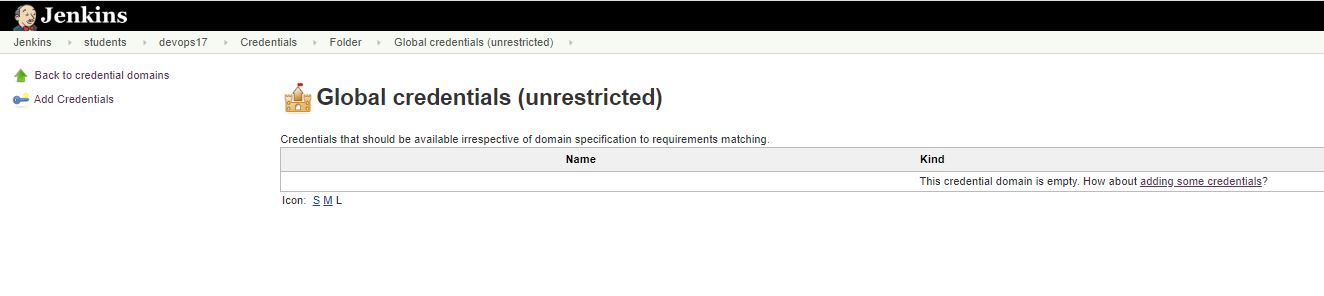 Jenkins
Jenkins students devops17 Credentials Folder Global credentials (unrestricted)
Back to credential domains
Add Credentials
Global credentials (unrestricted)
Credentials that should be available irrespective of domain specification to requirements matching.
Name Kind
This credential domain is empty. How about adding some credentials?
Icon: S M L